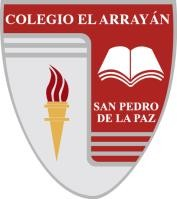 COLEGIO EL ARRAYÁN
SAN PEDRO
DE LA PAZ